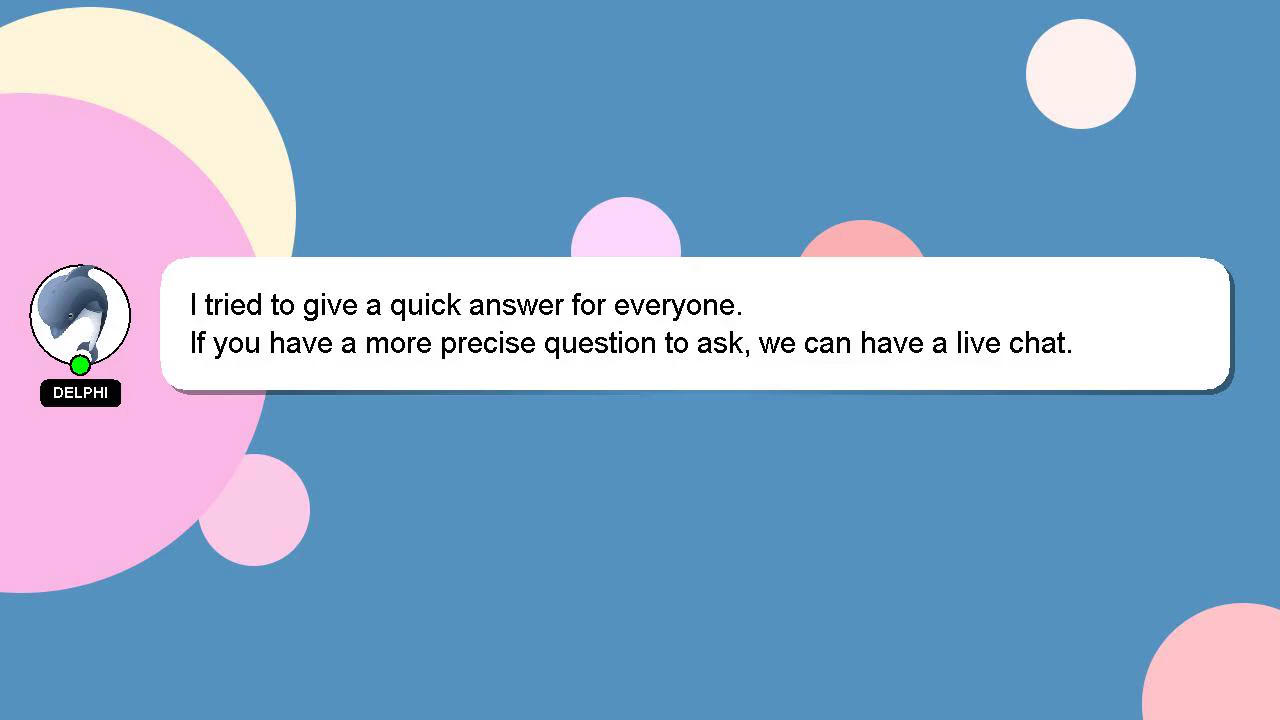 I tried to give a quick answer for everyone.
If you have a more precise question to ask, we can have a live chat.
DELPHI